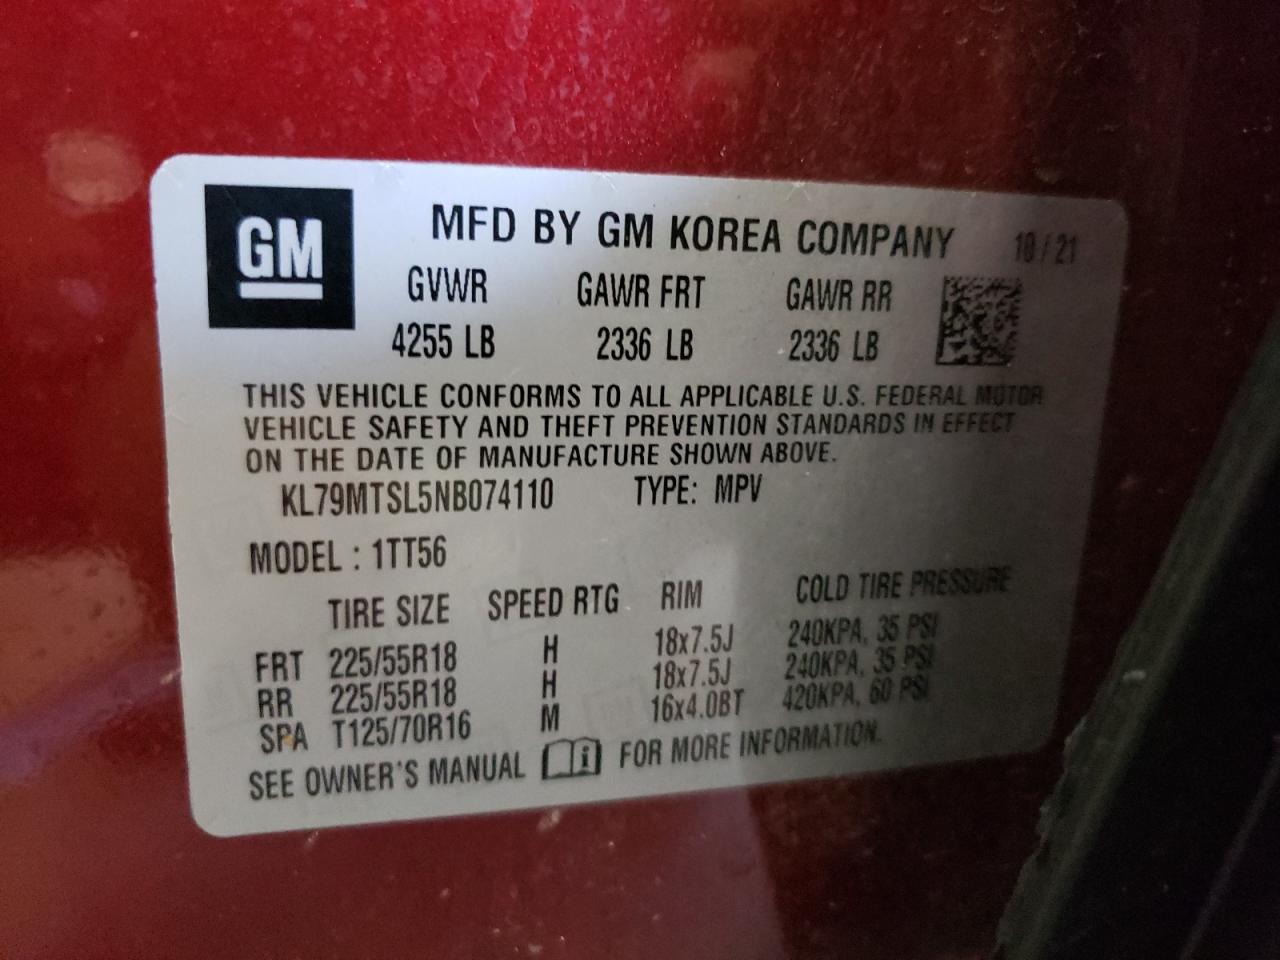 GM
MFD BY GM KOREA COMPANY 10/21
GVWR GAWR FRT GAWR RR
4255 LB 2336 LB 2336 LB
THIS VEHICLE CONFORMS TO ALL APPLICABLE U.S. FEDERAL MOTOR
VEHICLE SAFETY AND THEFT PREVENTION STANDARDS IN EFFECT
ON THE DATE OF MANUFACTURE SHOWN ABOVE.
KL79MTSL5NB074110 TYPE: MPV
MODEL : 1TT56
TIRE SIZE SPEED RTG RIM COLD TIRE PRESSURE
FRT 225/55R18 H 18x7.5J 240KPA, 35 PSI
RR 225/55R18 H 18x7.5J 240KPA, 35 PSI
SPA T125/70R16 M 16x4.0BT 420KPA, 60 PSI
SEE OWNER'S MANUAL i FOR MORE INFORMATION.